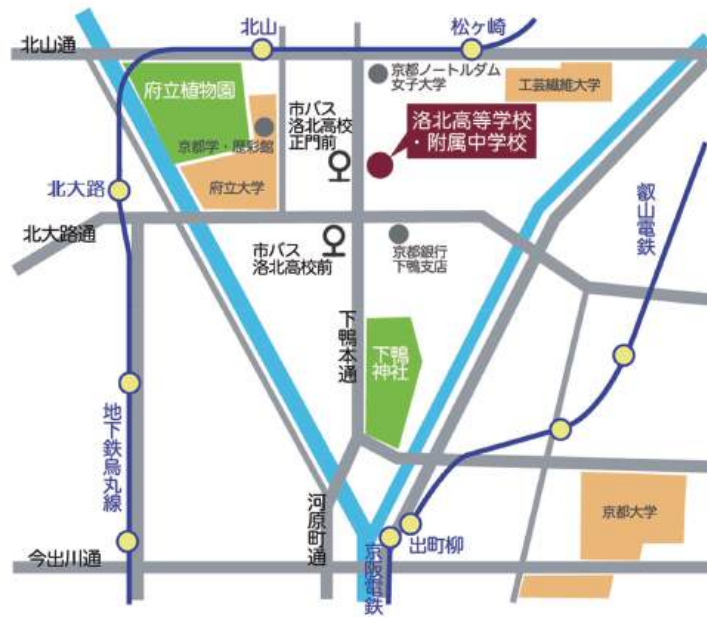 北山
松ヶ崎
北山通
京都ノートルダム
女子大学
工芸繊維大学
府立植物園
市バス
洛北高校
正門前
洛北高等学校
・附属中学校
京都学・歴彩館
府立大学
北大路
叡山電鉄
北大路通
市バス
洛北高校前
京都銀行
下鴨支店
下鴨本通
下鴨
神社
地下鉄烏丸線
河原町通
京都大学
出町柳
今出川通
京阪電鉄